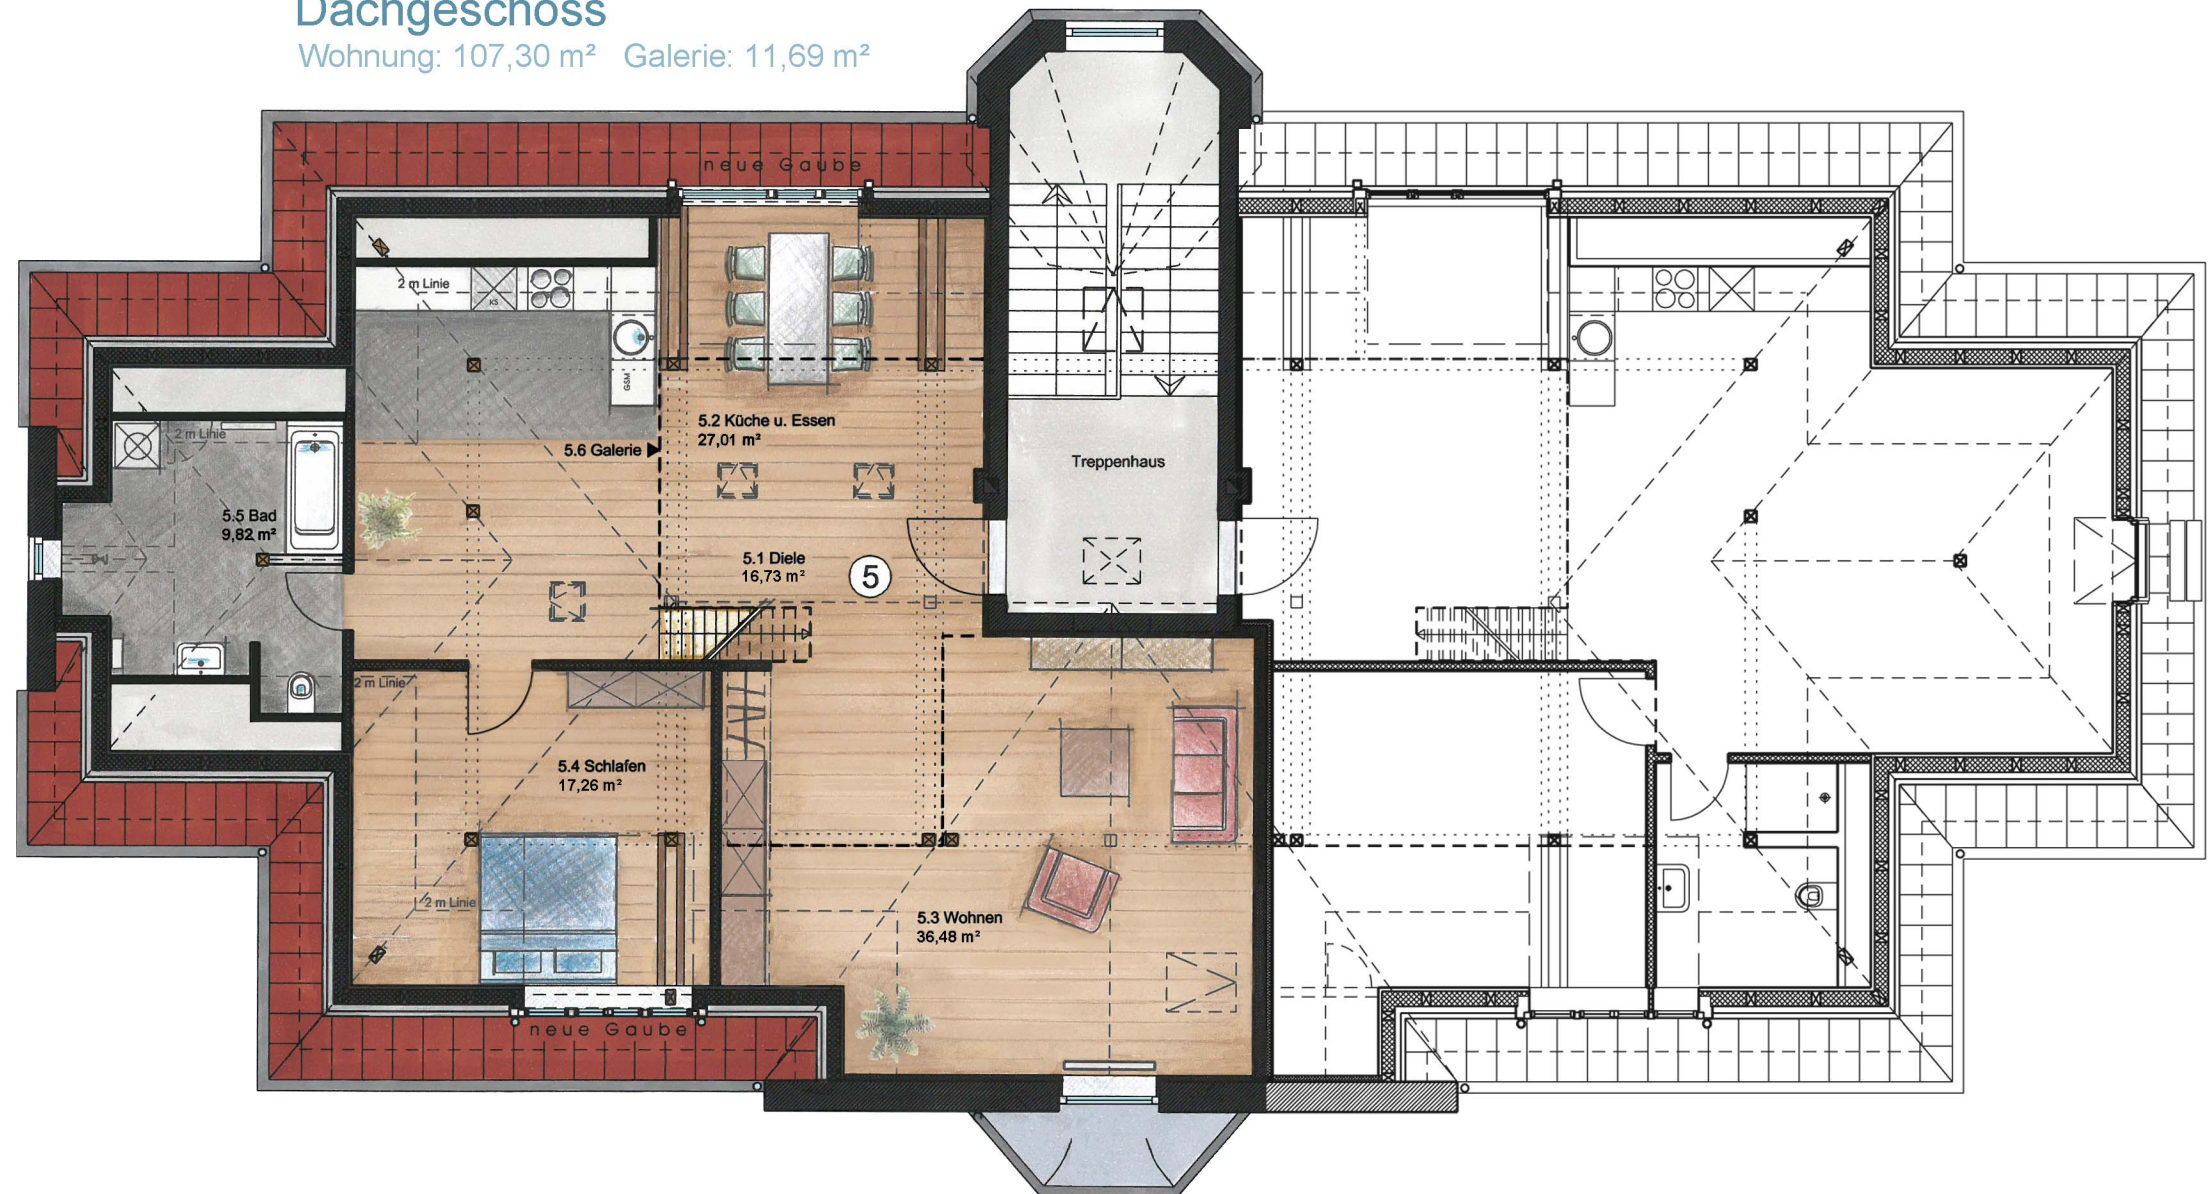 Dachgeschoss
Wohnung: 107,30 m² Galerie: 11,69 m²
neue Gaube
2 m Linie
KS
GSM
5.2 Küche u. Essen
27,01 m²
5.6 Galerie
2 m Linie
Treppenhaus
5.5 Bad
9,82 m²
5.1 Diele
16,73 m²
5
2 m Linie
5.4 Schlafen
17,26 m²
2 m Linie
5.3 Wohnen
36,48 m²
neue Gaube